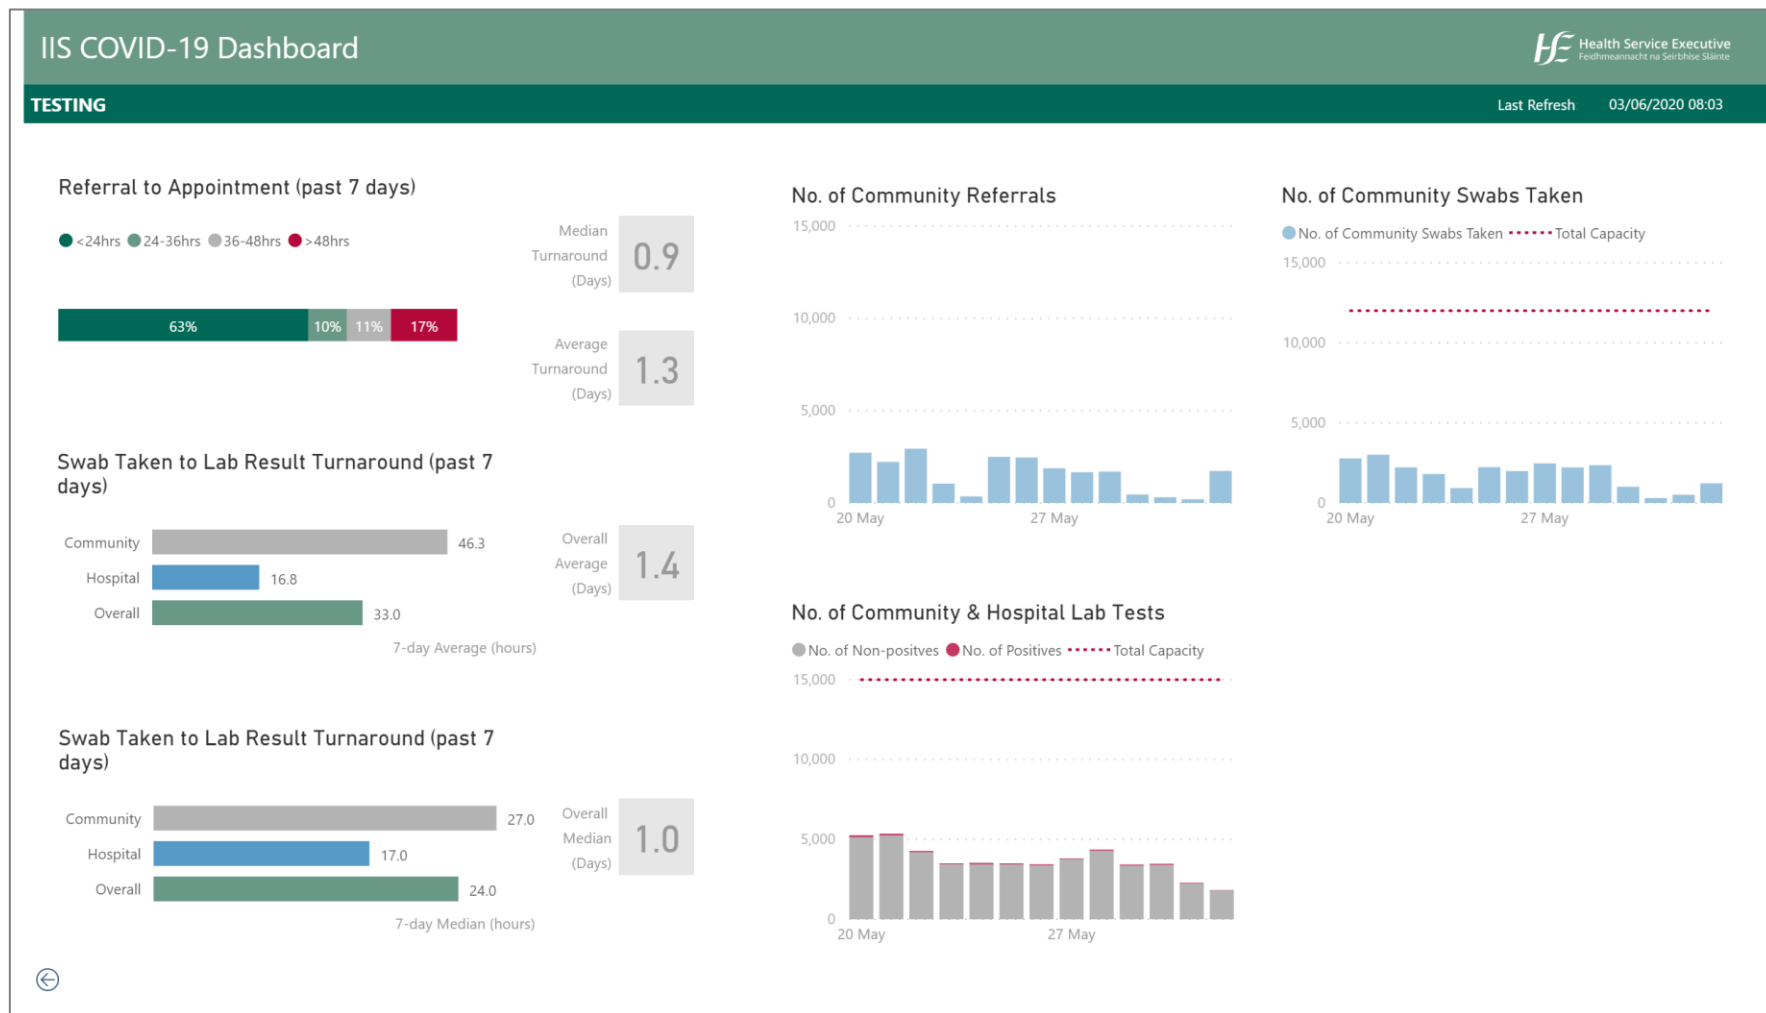 IIS COVID-19 Dashboard
Health Service Executive
Feidhmeannacht na Seirbhíse Sláinte
TESTING
Last Refresh 03/06/2020 08:03
Referral to Appointment (past 7 days)
<24hrs 24-36hrs 36-48hrs >48hrs
63% 10% 11% 17%
Median
Turnaround
(Days)
0.9
Average
Turnaround
(Days)
1.3
Swab Taken to Lab Result Turnaround (past 7
days)
Community 46.3
Hospital 16.8
Overall 33.0
7-day Average (hours)
Overall
Average
(Days)
1.4
Swab Taken to Lab Result Turnaround (past 7
days)
Community 27.0
Hospital 17.0
Overall 24.0
7-day Median (hours)
Overall
Median
(Days)
1.0
No. of Community Referrals
15,000
10,000
5,000
0
20 May 27 May
No. of Community Swabs Taken
No. of Community Swabs Taken Total Capacity
15,000
10,000
5,000
0
20 May 27 May
No. of Community & Hospital Lab Tests
No. of Non-positves No. of Positives Total Capacity
15,000
10,000
5,000
0
20 May 27 May